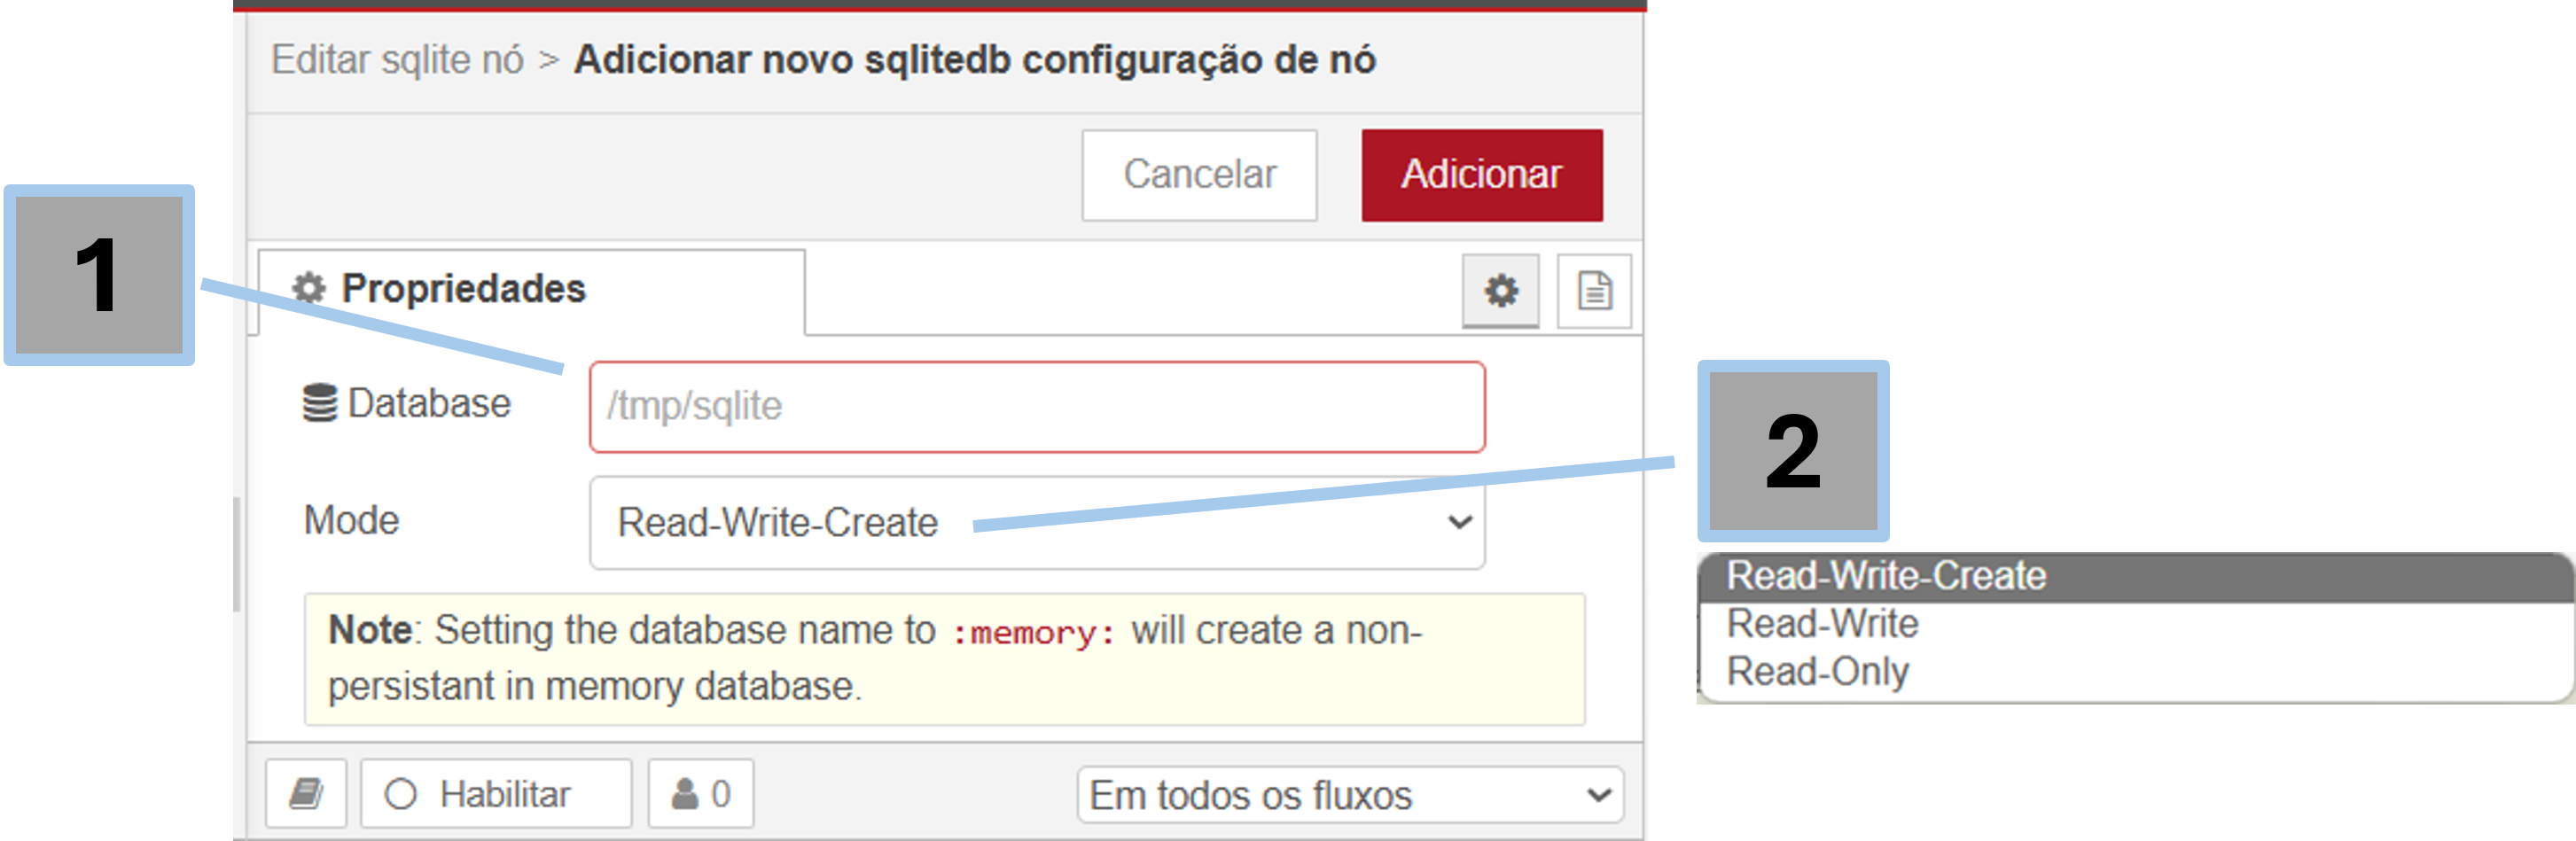 Editar sqlite nó > Adicionar novo sqlitedb configuração de nó
Cancelar
Adicionar
1
Propriedades
Database
/tmp/sqlite
2
Mode
Read-Write-Create
Read-Write-Create
Read-Write
Read-Only
Note: Setting the database name to :memory: will create a non-
persistant in memory database.
Habilitar
0
Em todos os fluxos